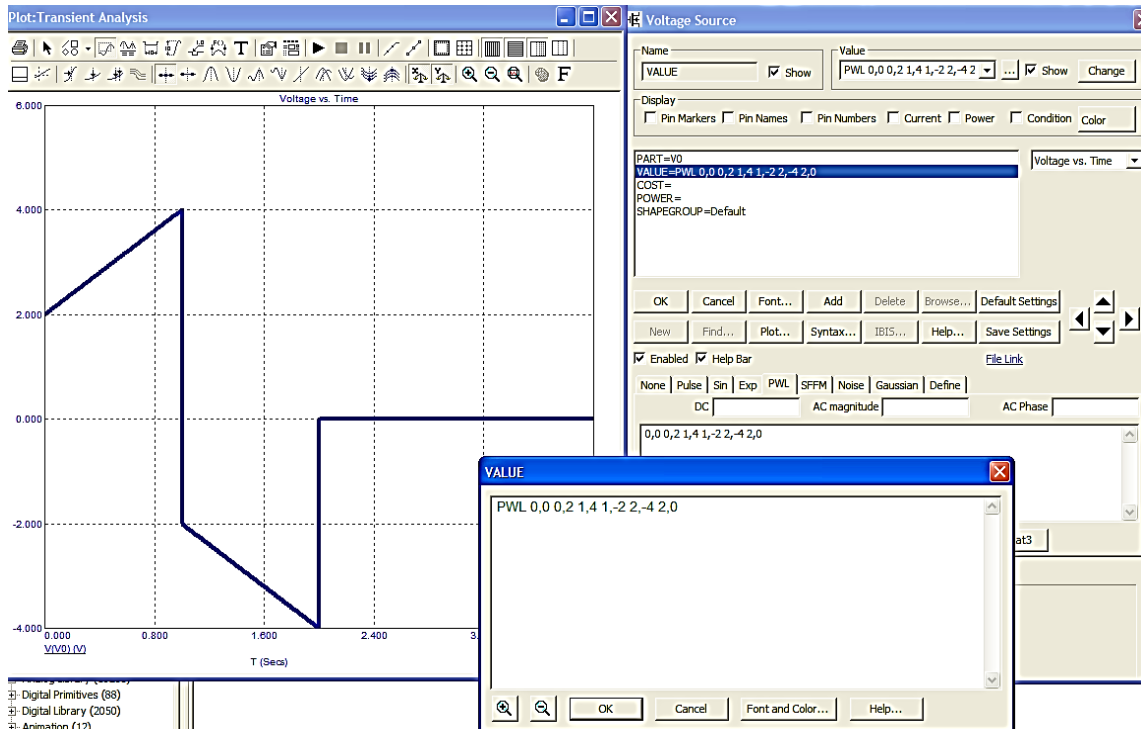 Plot:Transient Analysis
T
F
Voltage vs. Time
6.000
4.000
2.000
0.000
-2.000
-4.000
0.000 0.800 1.600 2.400 3.
V(V0) (V)
T (Secs)
Digital Primitives (88)
Digital Library (2050)
Animation (12)
Voltage Source
Name
VALUE
Show
Value
PWL 0,0 0,2 1,4 1,-2 2,-4 2
...
Show
Change
Display
Pin Markers Pin Names Pin Numbers Current Power Condition Color
PART=V0
VALUE=PWL 0,0 0,2 1,4 1,-2 2,-4 2,0
COST=
POWER=
SHAPEGROUP=Default
Voltage vs. Time
OK Cancel Font... Add Delete Browse... Default Settings
New Find... Plot... Syntax... IBIS... Help... Save Settings
Enabled Help Bar File Link
None Pulse Sin Exp PWL SFFM Noise Gaussian Define
DC AC magnitude AC Phase
0,0 0,2 1,4 1,-2 2,-4 2,0
at3
VALUE
PWL 0,0 0,2 1,4 1,-2 2,-4 2,0
OK Cancel Font and Color... Help...